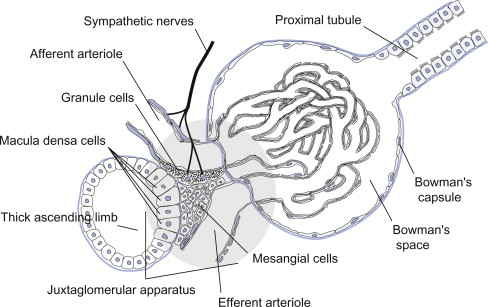 Sympathetic nerves
Proximal tubule
Afferent arteriole
Granule cells
Macula densa cells
Thick ascending limb
Bowman's
capsule
Bowman's
space
Mesangial cells
Juxtaglomerular apparatus
Efferent arteriole